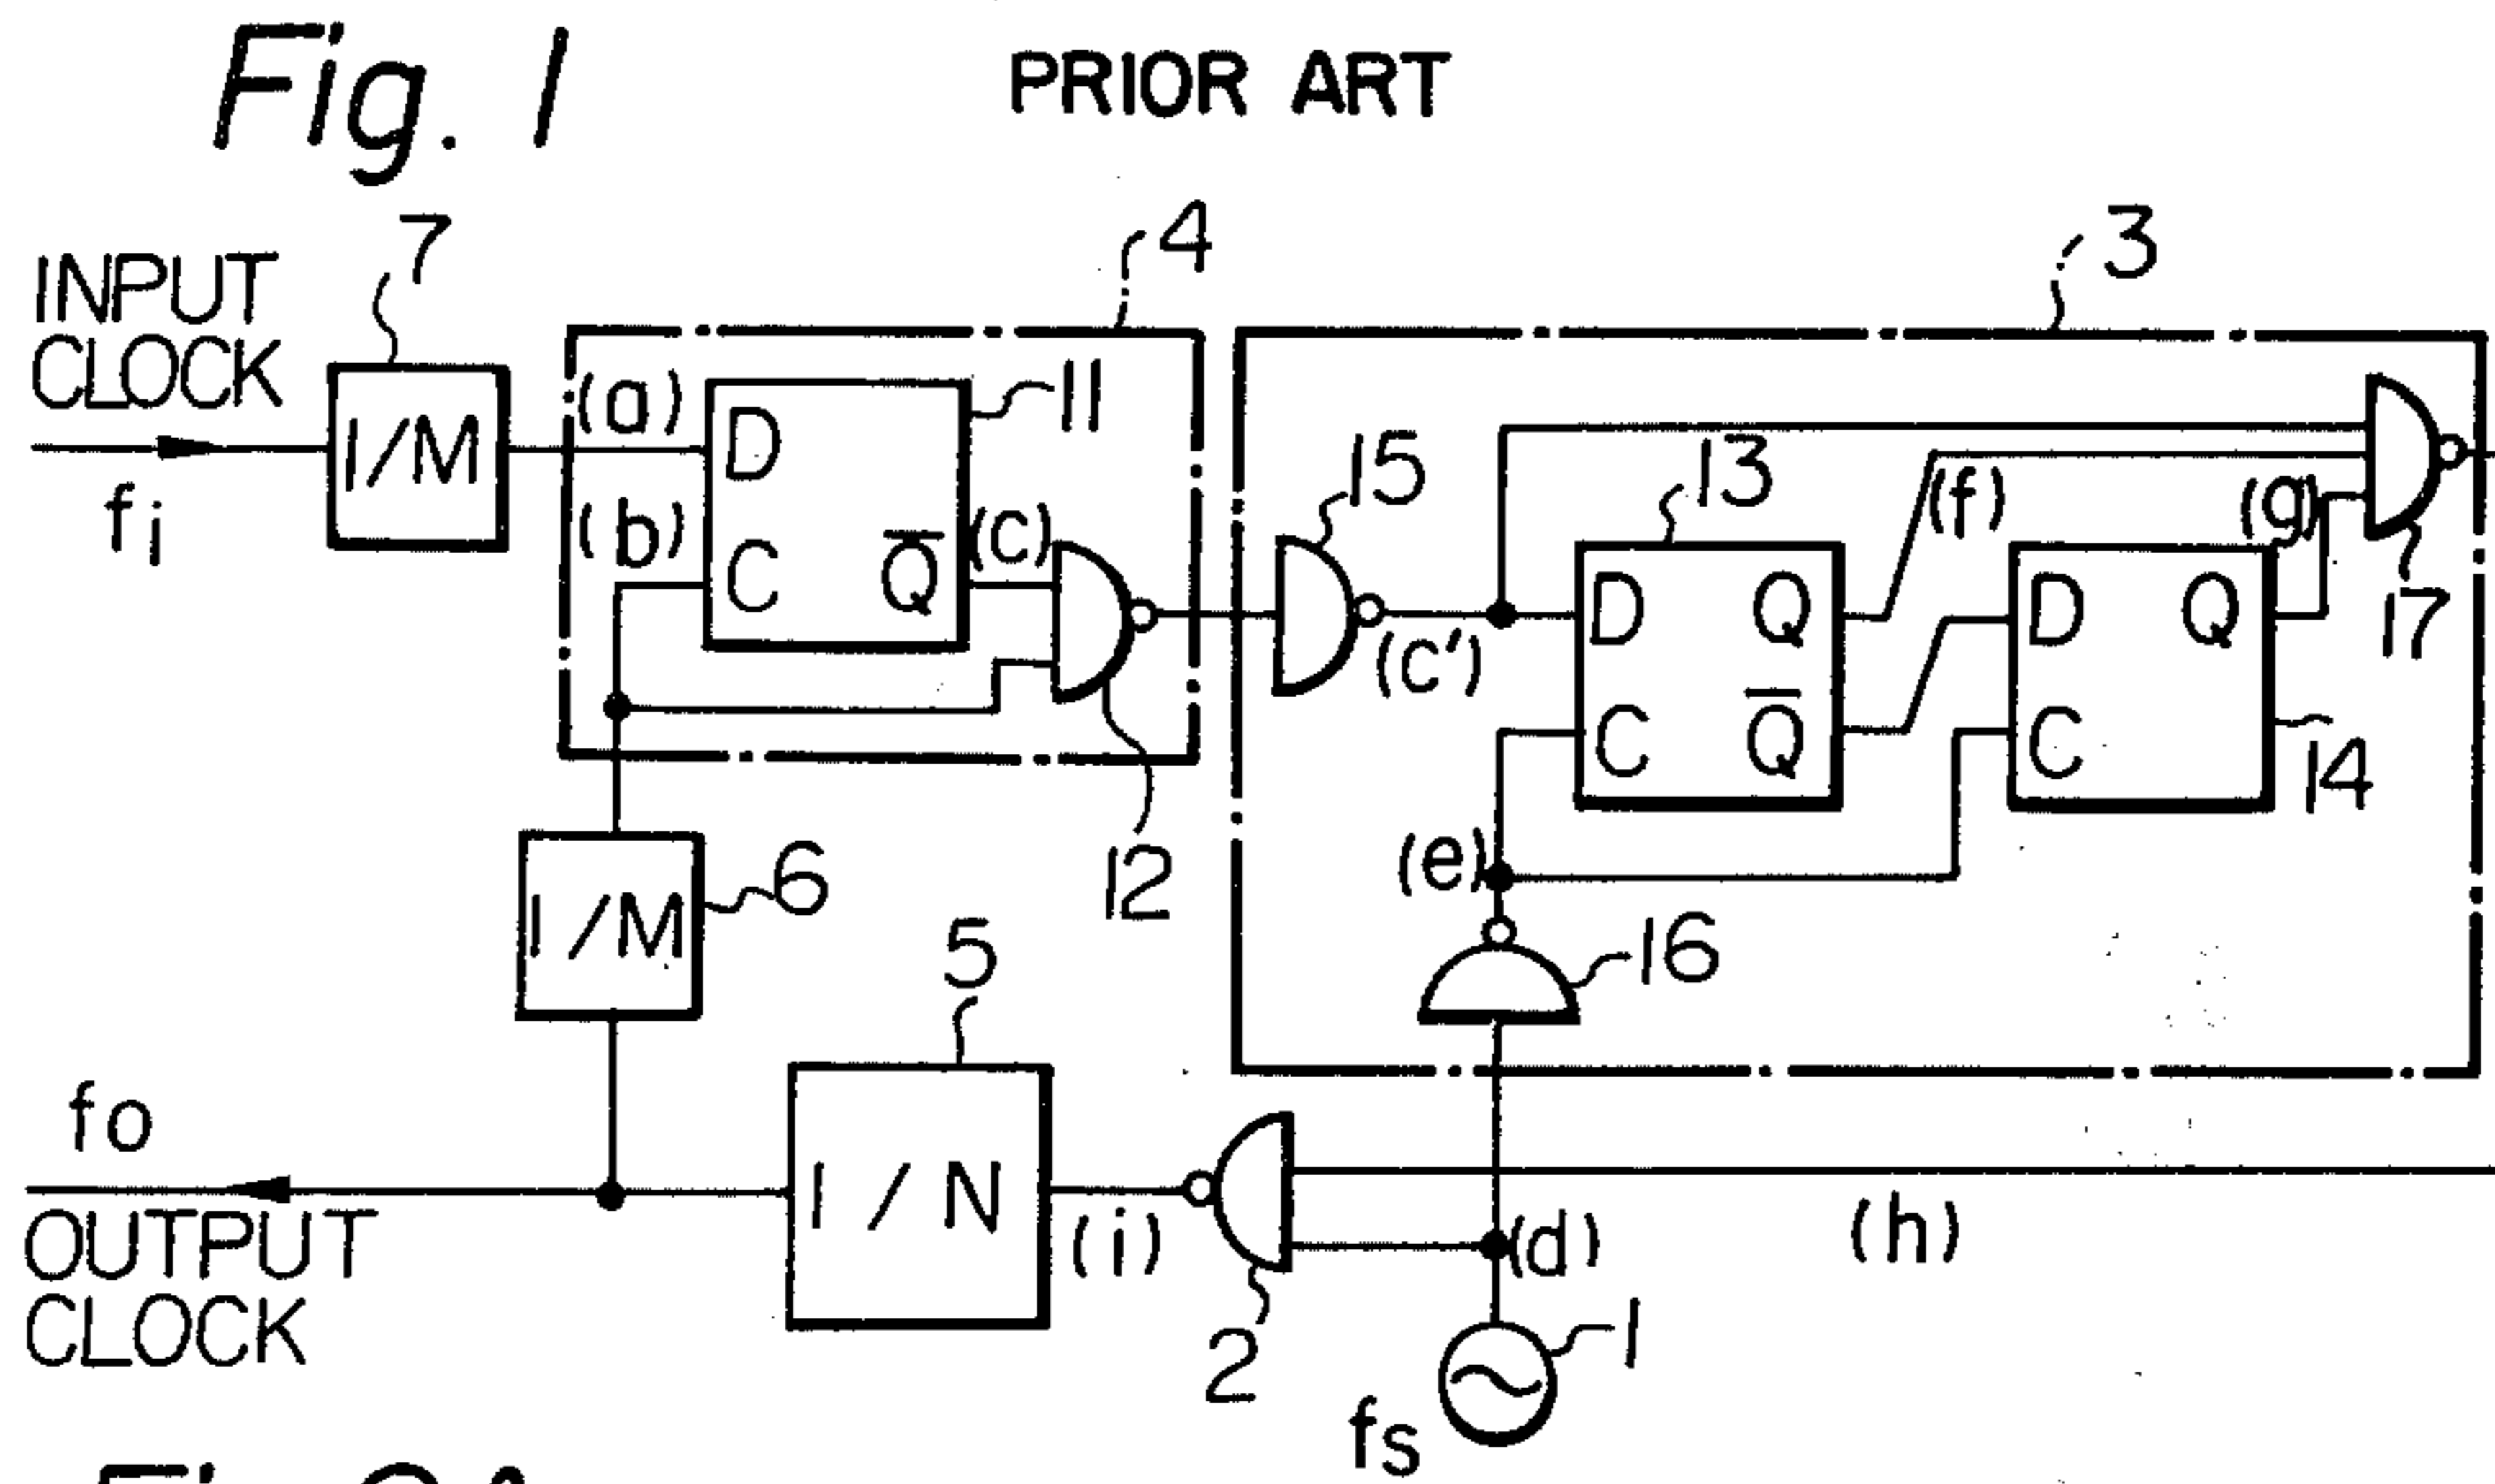 Fig. 1
PRIOR ART
7
4
3
INPUT
CLOCK
fi
1/M
(a)
(b)
D
C
Q̅
11
(c)
15
(c')
13
(f)
(g)
17
D
Q
C
Q̅
D
Q
C
14
12
1/M
6
(e)
16
5
fo
OUTPUT
CLOCK
1/N
(i)
2
(d)
(h)
1
fs